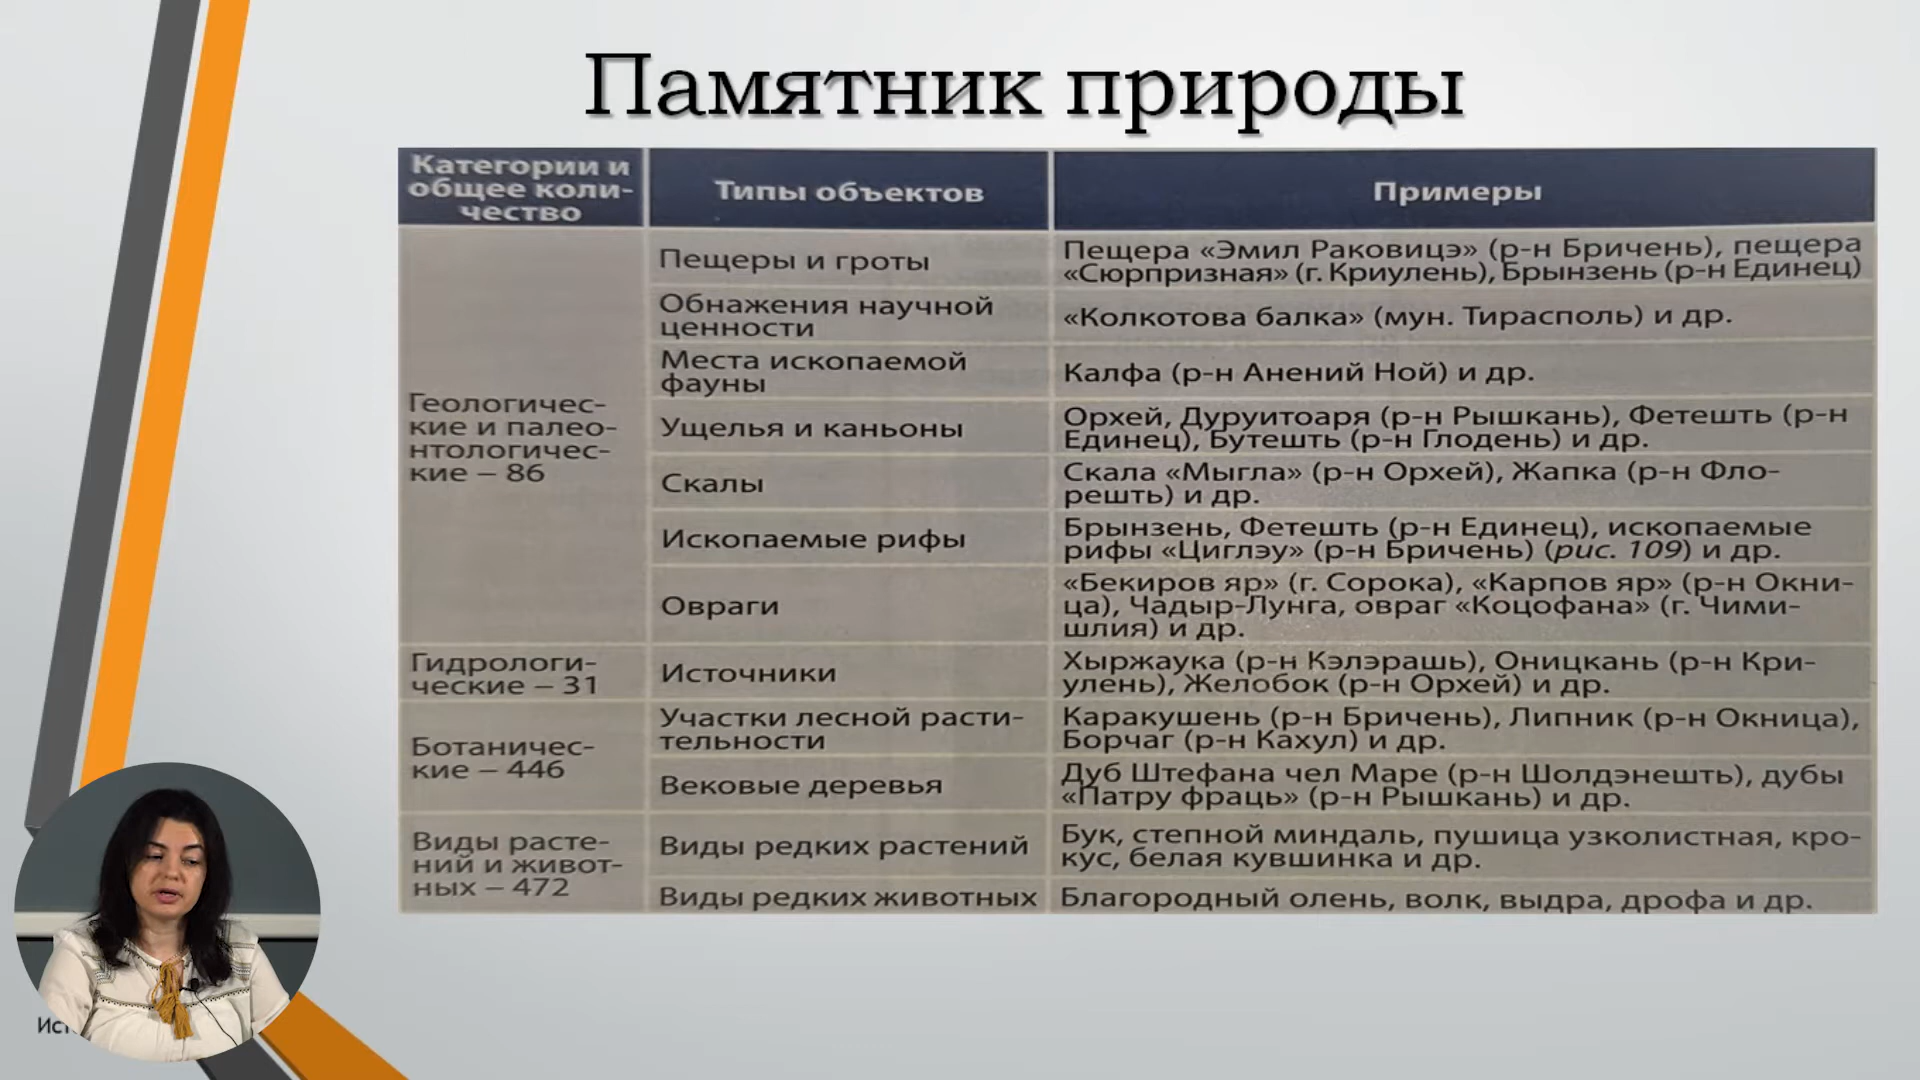 Памятник природы
Категории и
общее коли-
чество
Типы объектов
Примеры
Геологичес-
кие и палео-
нтологичес-
кие – 86
Пещеры и гроты
Пещера «Эмил Раковицэ» (р-н Бричень), пещера
«Сюрпризная» (г. Криулень), Брынзень (р-н Единец)
Обнажения научной
ценности
«Колкотова балка» (мун. Тирасполь) и др.
Места ископаемой
фауны
Калфа (р-н Анений Ной) и др.
Ущелья и каньоны
Орхей, Дуруитоаря (р-н Рышкань), Фетешть (р-н
Единец), Бутешть (р-н Глодень) и др.
Скалы
Скала «Мыгла» (р-н Орхей), Жапка (р-н Фло-
решть) и др.
Ископаемые рифы
Брынзень, Фетешть (р-н Единец), ископаемые
рифы «Циглэу» (р-н Бричень) (рис. 109) и др.
Овраги
«Бекиров яр» (г. Сорока), «Карпов яр» (р-н Окни-
ца), Чадыр-Лунга, овраг «Коцофана» (г. Чими-
шлия) и др.
Гидрологи-
ческие – 31
Источники
Хыржаука (р-н Кэлэрашь), Оницкань (р-н Кри-
улень), Желобок (р-н Орхей) и др.
Ботаничес-
кие – 446
Участки лесной расти-
тельности
Каракушень (р-н Бричень), Липник (р-н Окница),
Борчаг (р-н Кахул) и др.
Вековые деревья
Дуб Штефана чел Маре (р-н Шолдэнешть), дубы
«Патру фраць» (р-н Рышкань) и др.
Виды расте-
ний и живот-
ных – 472
Виды редких растений
Бук, степной миндаль, пушица узколистная, кро-
кус, белая кувшинка и др.
Виды редких животных
Благородный олень, волк, выдра, дрофа и др.